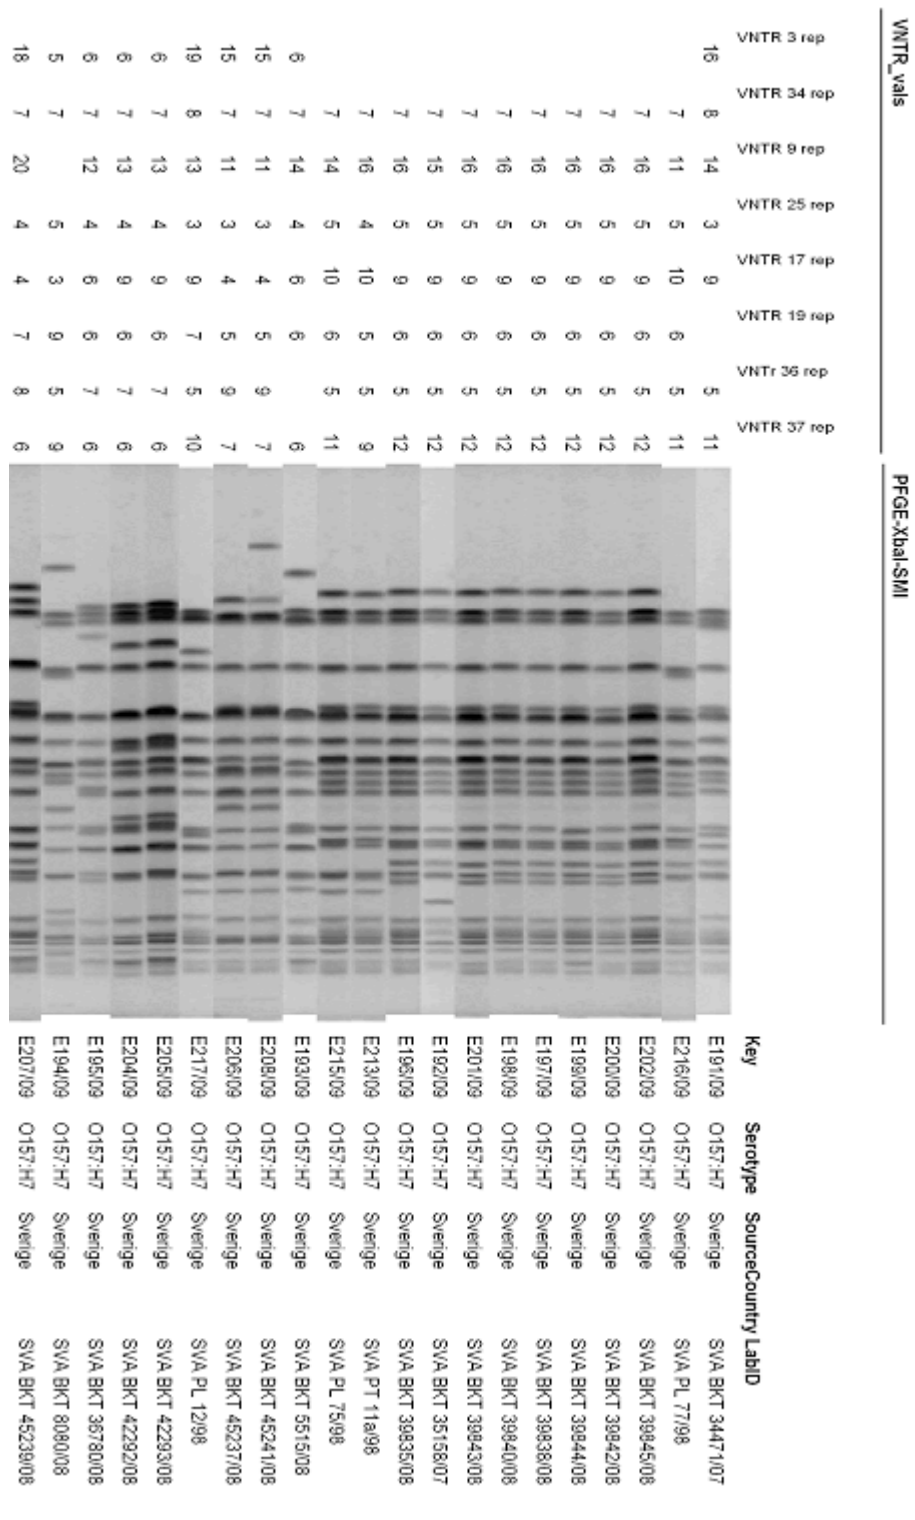 VNTR_vals PFGE-XbaI-SMI
VNTR 3 rep VNTR 34 rep VNTR 9 rep VNTR 25 rep VNTR 17 rep VNTR 19 rep VNTr 36 rep VNTR 37 rep Key Serotype SourceCountry LabID
16 8 14 3 9 5 11 E191/09 O157:H7 Sverige SVA BKT 34471/07
7 11 5 10 6 5 11 E216/09 O157:H7 Sverige SVA PL 77/98
7 16 5 9 6 5 12 E202/09 O157:H7 Sverige SVA BKT 39845/08
7 16 5 9 6 5 12 E200/09 O157:H7 Sverige SVA BKT 39842/08
7 16 5 9 6 5 12 E199/09 O157:H7 Sverige SVA BKT 39844/08
7 16 5 9 6 5 12 E197/09 O157:H7 Sverige SVA BKT 39838/08
7 16 5 9 6 5 12 E198/09 O157:H7 Sverige SVA BKT 39840/08
7 16 5 9 6 5 12 E201/09 O157:H7 Sverige SVA BKT 39843/08
7 15 5 9 6 5 12 E192/09 O157:H7 Sverige SVA BKT 35158/07
7 16 5 9 6 5 12 E196/09 O157:H7 Sverige SVA BKT 39835/08
7 16 4 10 5 5 9 E213/09 O157:H7 Sverige SVA PT 11a/98
7 14 5 10 6 5 11 E215/09 O157:H7 Sverige SVA PL 75/98
6 7 14 4 6 6 6 E193/09 O157:H7 Sverige SVA BKT 5515/08
15 7 11 3 4 5 9 7 E208/09 O157:H7 Sverige SVA BKT 45241/08
15 7 11 3 4 5 9 7 E206/09 O157:H7 Sverige SVA BKT 45237/08
19 8 13 3 9 7 5 10 E217/09 O157:H7 Sverige SVA PL 12/98
6 7 13 4 9 6 7 6 E205/09 O157:H7 Sverige SVA BKT 42293/08
6 7 13 4 9 6 7 6 E204/09 O157:H7 Sverige SVA BKT 42292/08
6 7 12 4 6 6 7 6 E195/09 O157:H7 Sverige SVA BKT 36780/08
5 7 5 3 9 5 9 E194/09 O157:H7 Sverige SVA BKT 8080/08
18 7 20 4 4 7 8 6 E207/09 O157:H7 Sverige SVA BKT 45239/08